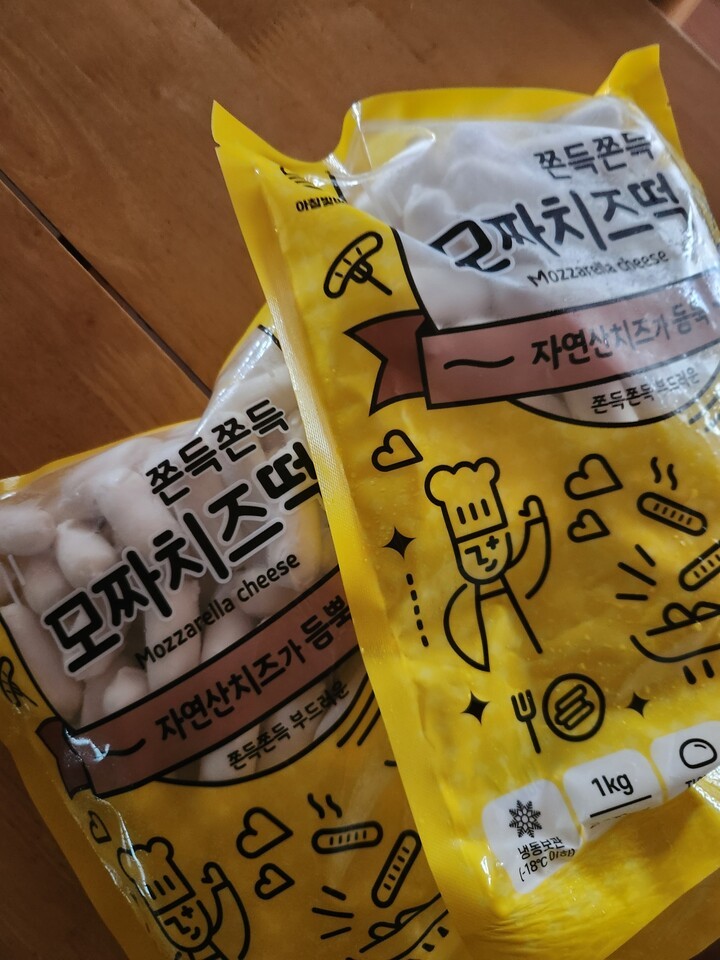 쫀득쫀득
모짜치즈떡
Mozzarella cheese
자연산치즈가 듬뿍
쫀득쫀득 부드러운
1kg
냉동보관
(-18℃ 이하)
쫀득쫀득
모짜치즈떡
Mozzarella cheese
자연산치즈가 듬뿍
쫀득쫀득 부드러운